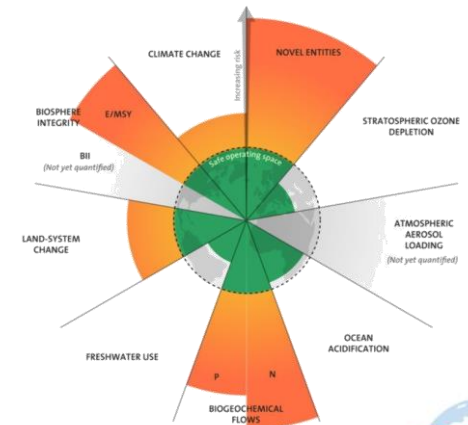 CLIMATE CHANGE
Increasing risk
NOVEL ENTITIES
STRATOSPHERIC OZONE
DEPLETION
ATMOSPHERIC
AEROSOL
LOADING
(Not yet quantified)
OCEAN
ACIDIFICATION
N
P
BIOGEOCHEMICAL
FLOWS
FRESHWATER USE
LAND-SYSTEM
CHANGE
BII
(Not yet quantified)
BIOSPHERE
INTEGRITY
E/MSY
Safe operating space